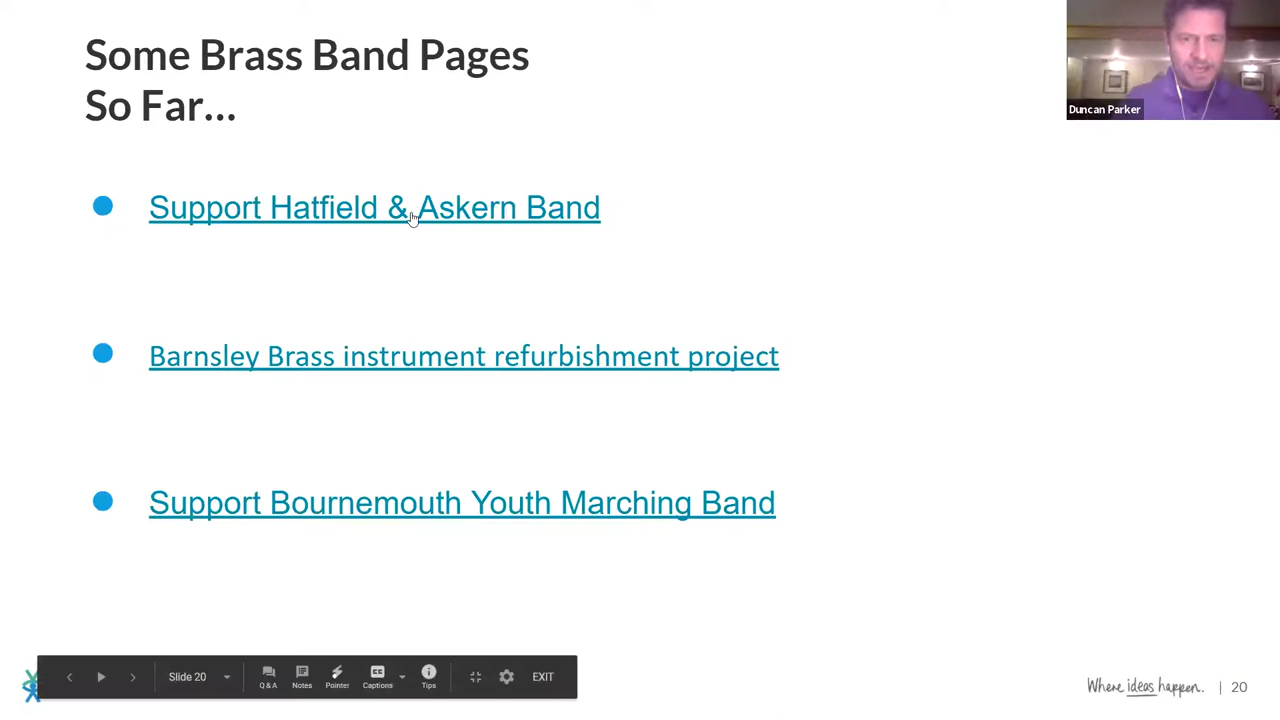 Some Brass Band Pages
So Far...
Duncan Parker
Support Hatfield & Askern Band
Barnsley Brass instrument refurbishment project
Support Bournemouth Youth Marching Band
Slide 20
Q & A
Notes
Pointer
CC
Captions
Tips
EXIT
Where ideas happen. | 20